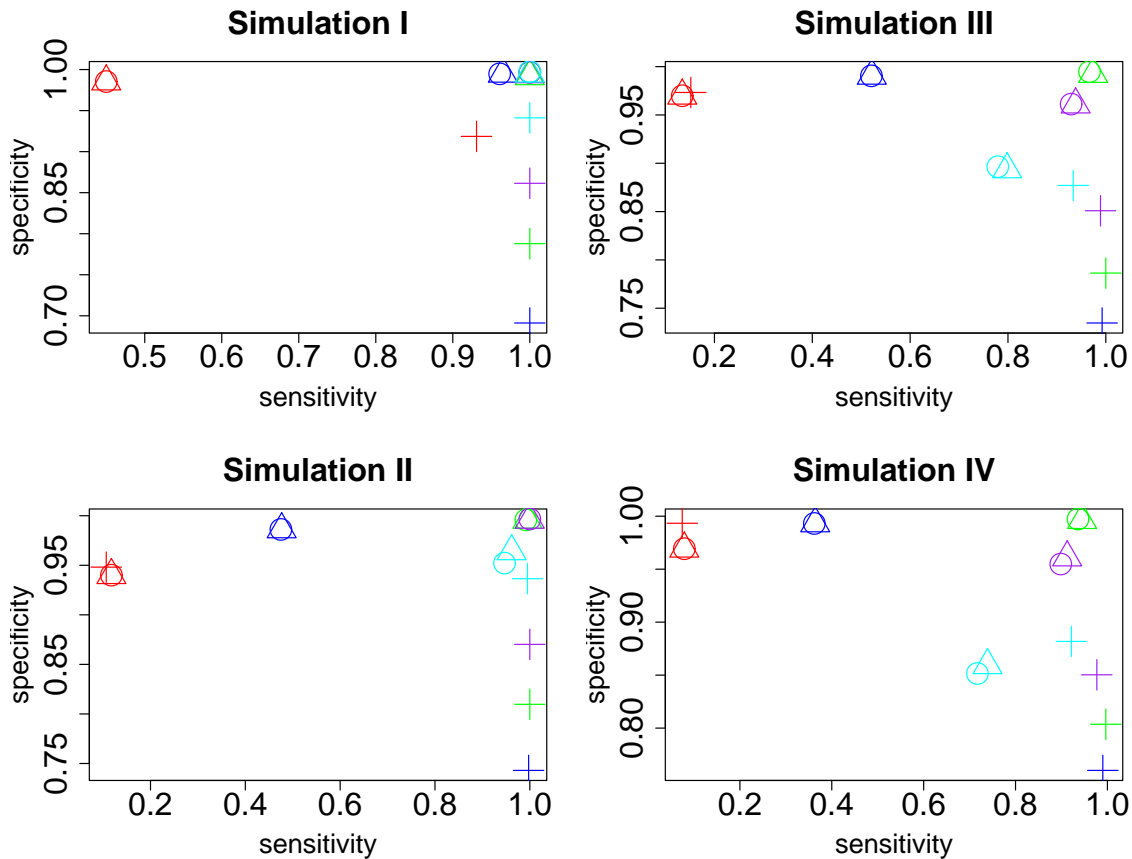 Simulation I
specificity
1.00
0.85
0.70
0.5 0.6 0.7 0.8 0.9 1.0
sensitivity
Simulation III
specificity
0.95
0.85
0.75
0.2 0.4 0.6 0.8 1.0
sensitivity
Simulation II
specificity
0.95
0.85
0.75
0.2 0.4 0.6 0.8 1.0
sensitivity
Simulation IV
specificity
1.00
0.90
0.80
0.2 0.4 0.6 0.8 1.0
sensitivity